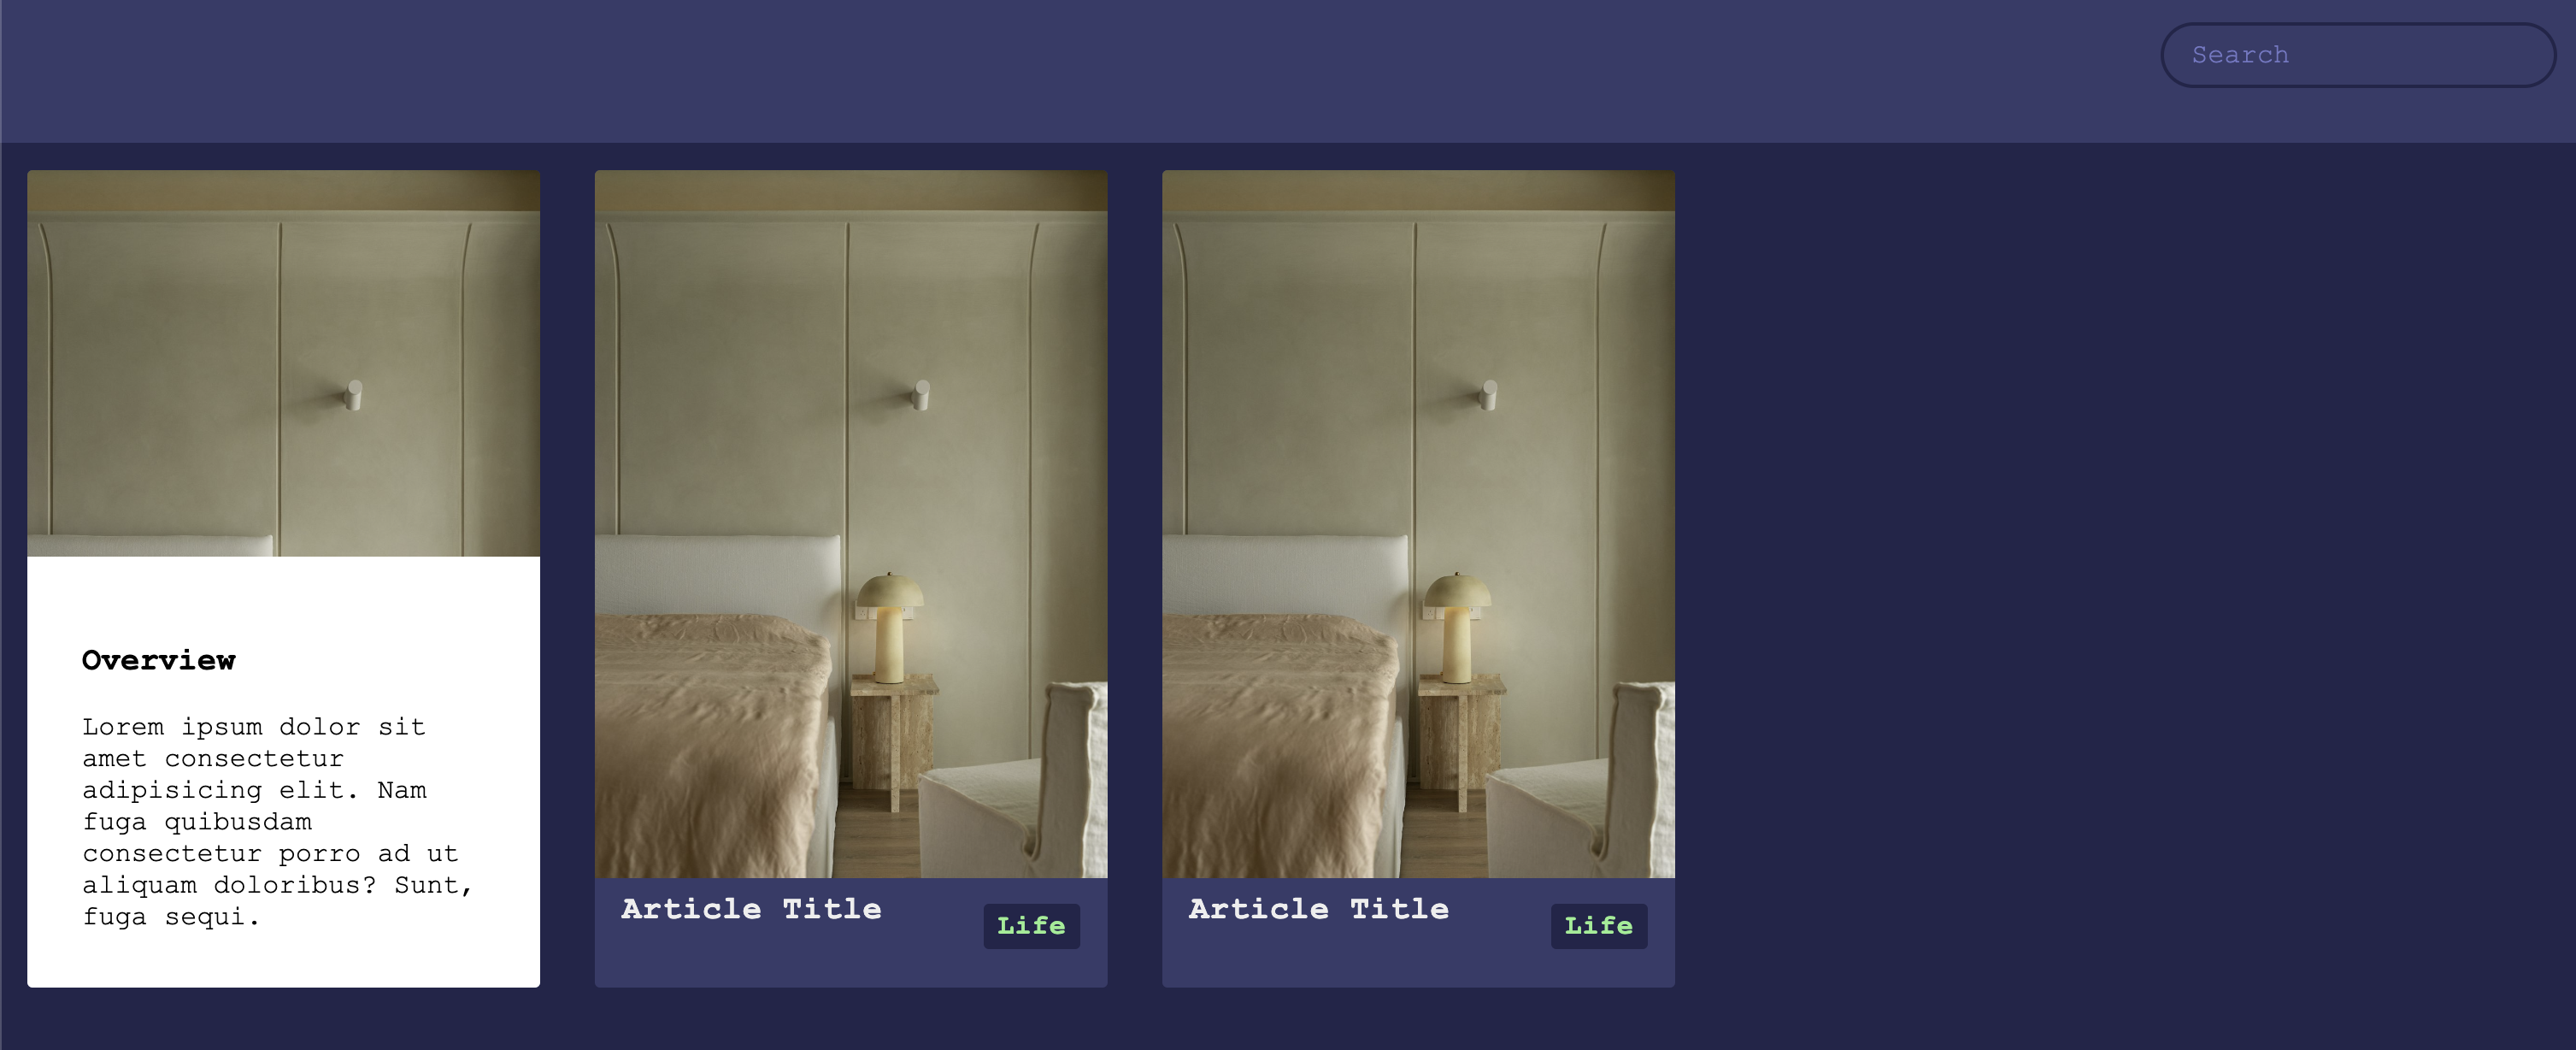 Search
Overview
Lorem ipsum dolor sit
amet consectetur
adipisicing elit. Nam
fuga quibusdam
consectetur porro ad ut
aliquam doloribus? Sunt,
fuga sequi.
Article Title
Life
Article Title
Life